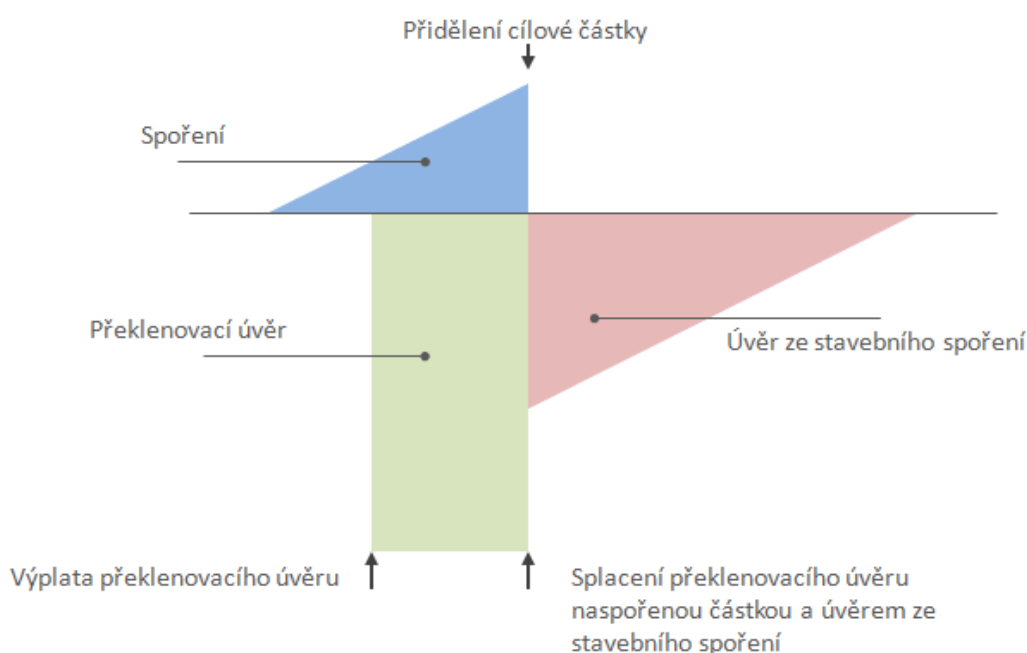 Přidělení cílové částky
Spoření
Překlenovací úvěr
Úvěr ze stavebního spoření
Výplata překlenovacího úvěru
Splacení překlenovacího úvěru
naspořenou částkou a úvěrem ze
stavebního spoření